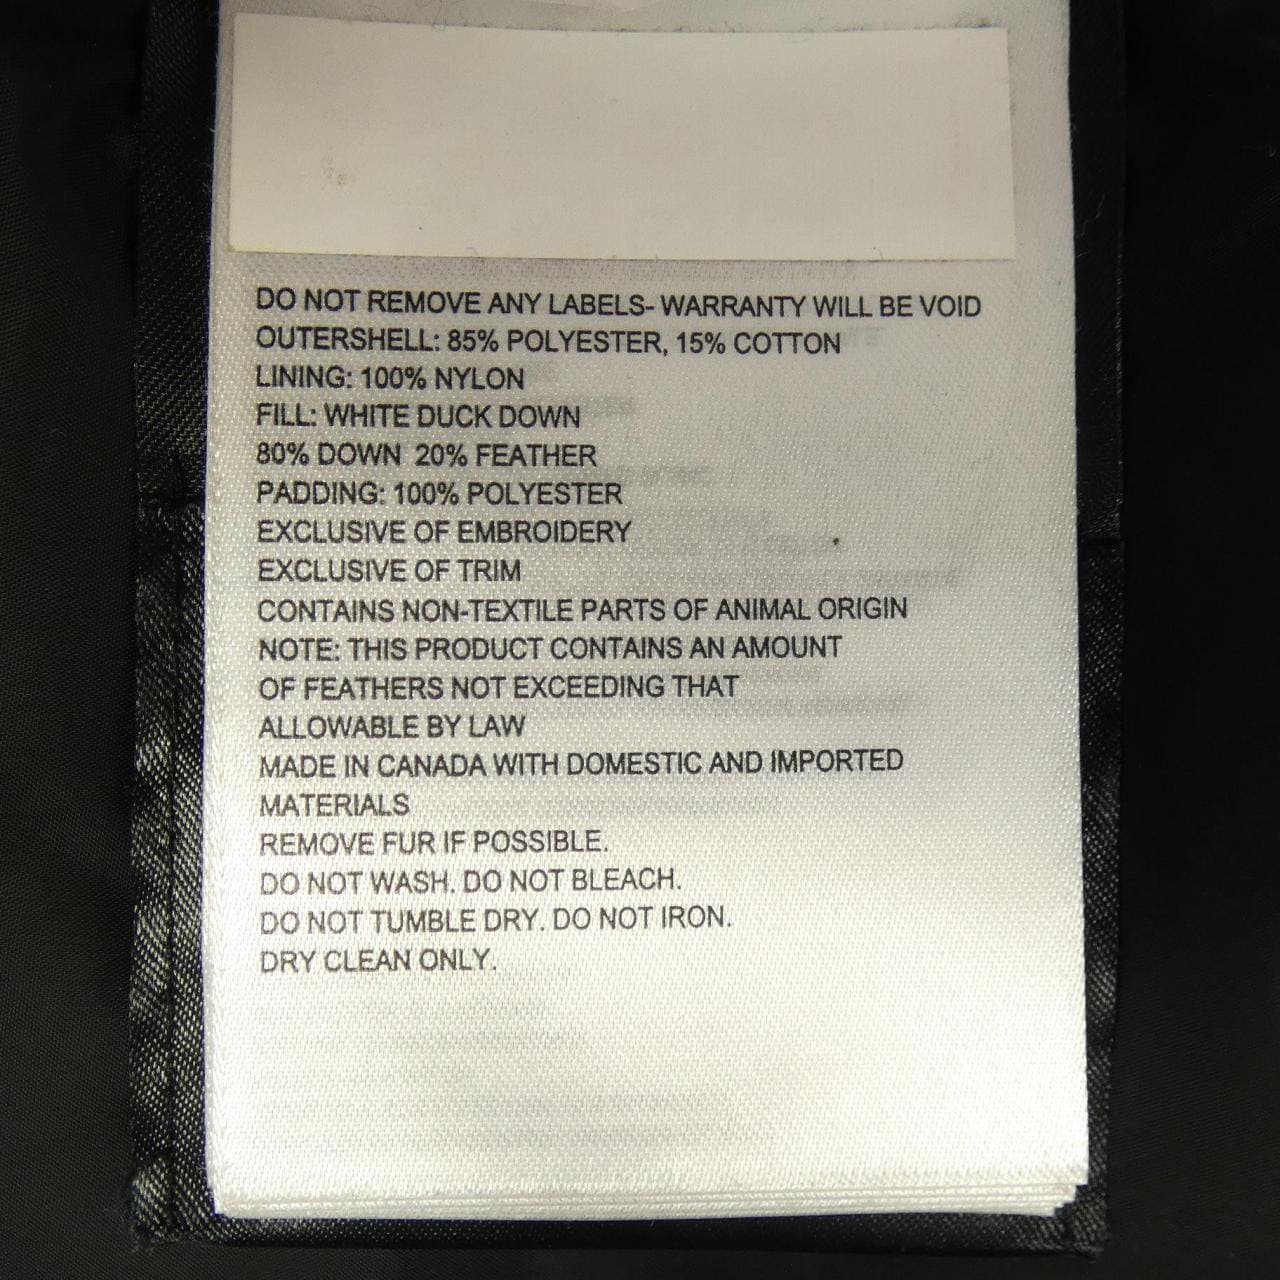 DO NOT REMOVE ANY LABELS- WARRANTY WILL BE VOID
OUTERSHELL: 85% POLYESTER, 15% COTTON
LINING: 100% NYLON
FILL: WHITE DUCK DOWN
80% DOWN 20% FEATHER
PADDING: 100% POLYESTER
EXCLUSIVE OF EMBROIDERY
EXCLUSIVE OF TRIM
CONTAINS NON-TEXTILE PARTS OF ANIMAL ORIGIN
NOTE: THIS PRODUCT CONTAINS AN AMOUNT
OF FEATHERS NOT EXCEEDING THAT
ALLOWABLE BY LAW
MADE IN CANADA WITH DOMESTIC AND IMPORTED
MATERIALS
REMOVE FUR IF POSSIBLE.
DO NOT WASH. DO NOT BLEACH.
DO NOT TUMBLE DRY. DO NOT IRON.
DRY CLEAN ONLY.